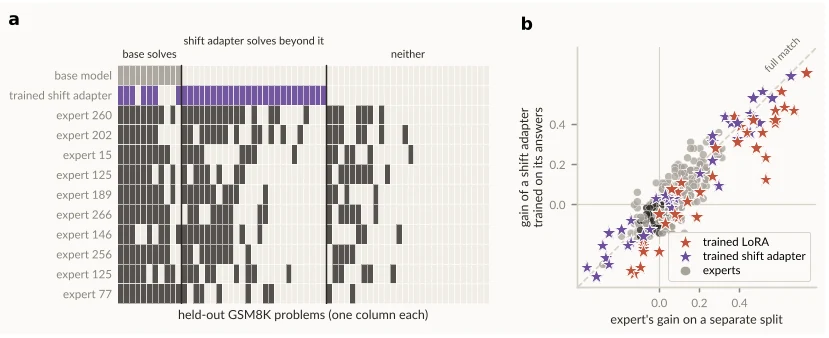 a
shift adapter solves beyond it
base solves
neither
base model
trained shift adapter
expert 260
expert 202
expert 15
expert 125
expert 189
expert 266
expert 146
expert 256
expert 125
expert 77
held-out GSM8K problems (one column each)
b
full match
gain of a shift adapter
trained on its answers
0.4
0.2
0.0
trained LoRA
trained shift adapter
experts
0.0 0.2 0.4
expert's gain on a separate split